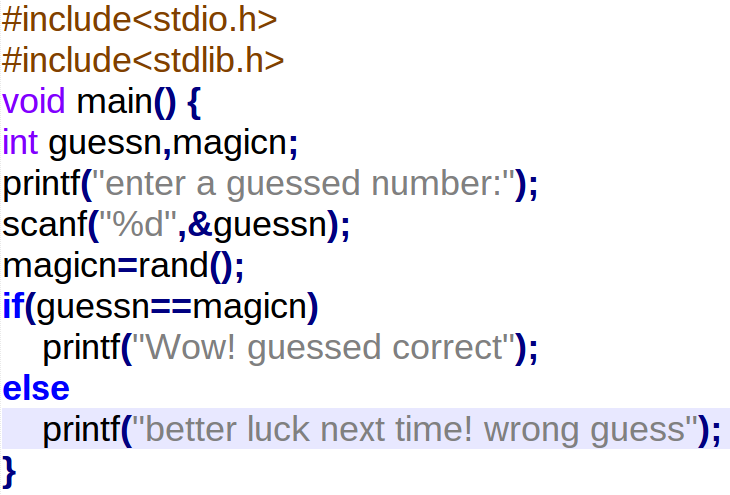 #include<stdio.h>
#include<stdlib.h>
void main() {
int guessn,magicn;
printf("enter a guessed number:");
scanf("%d",&guessn);
magicn=rand();
if(guessn==magicn)
    printf("Wow! guessed correct");
else
    printf("better luck next time! wrong guess");
}